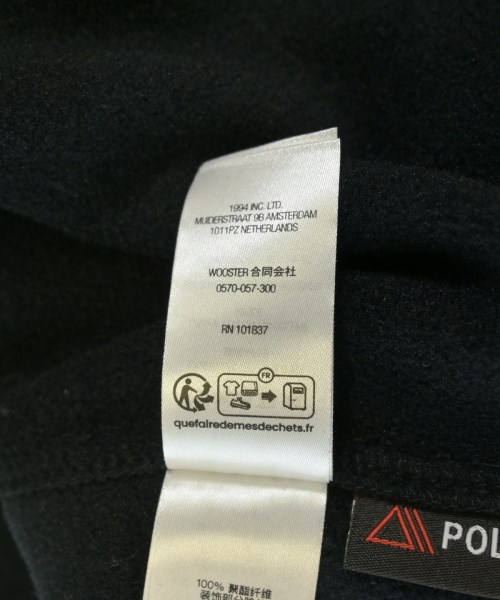 1994 INC. LTD.
MUIDERSTRAAT 9B AMSTERDAM
1011PZ NETHERLANDS
WOOSTER 合同会社
0570-057-300
RN 101837
FR
quefairedemesdechets.fr
POL
100% 聚酯纤维